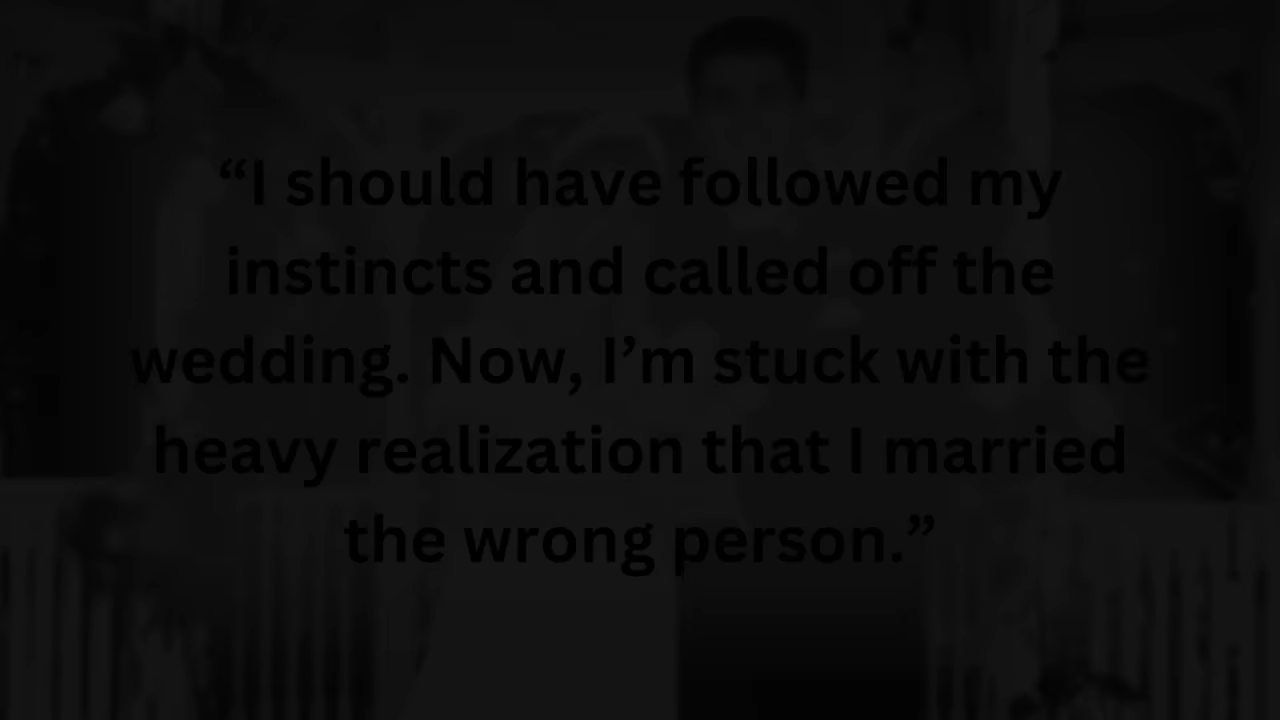 “I should have followed my
instincts and called off the
wedding. Now, I’m stuck with the
heavy realization that I married
the wrong person.”